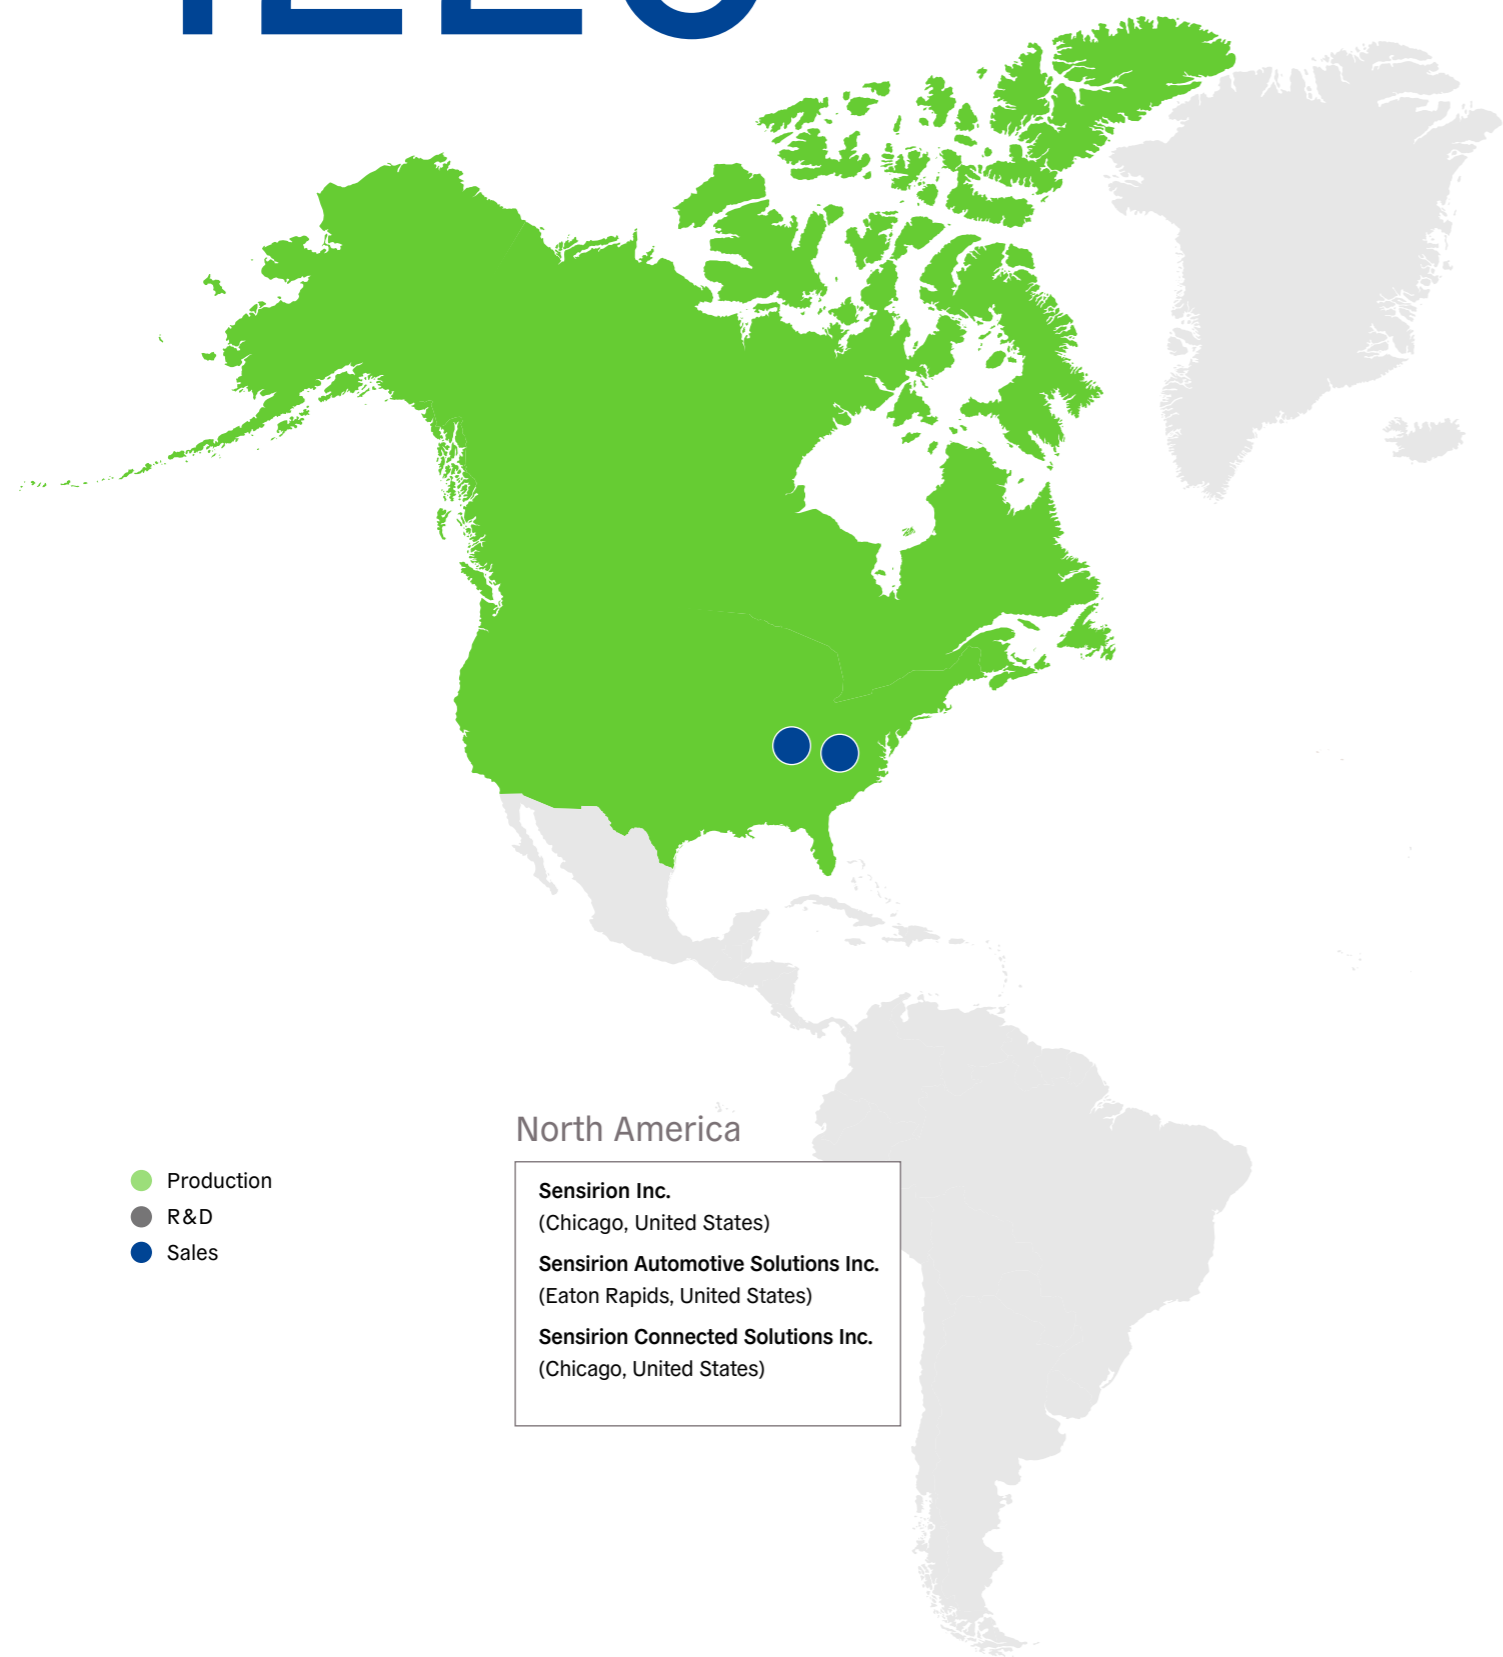 North America
Sensirion Inc.
(Chicago, United States)
Sensirion Automotive Solutions Inc.
(Eaton Rapids, United States)
Sensirion Connected Solutions Inc.
(Chicago, United States)
Production
R&D
Sales